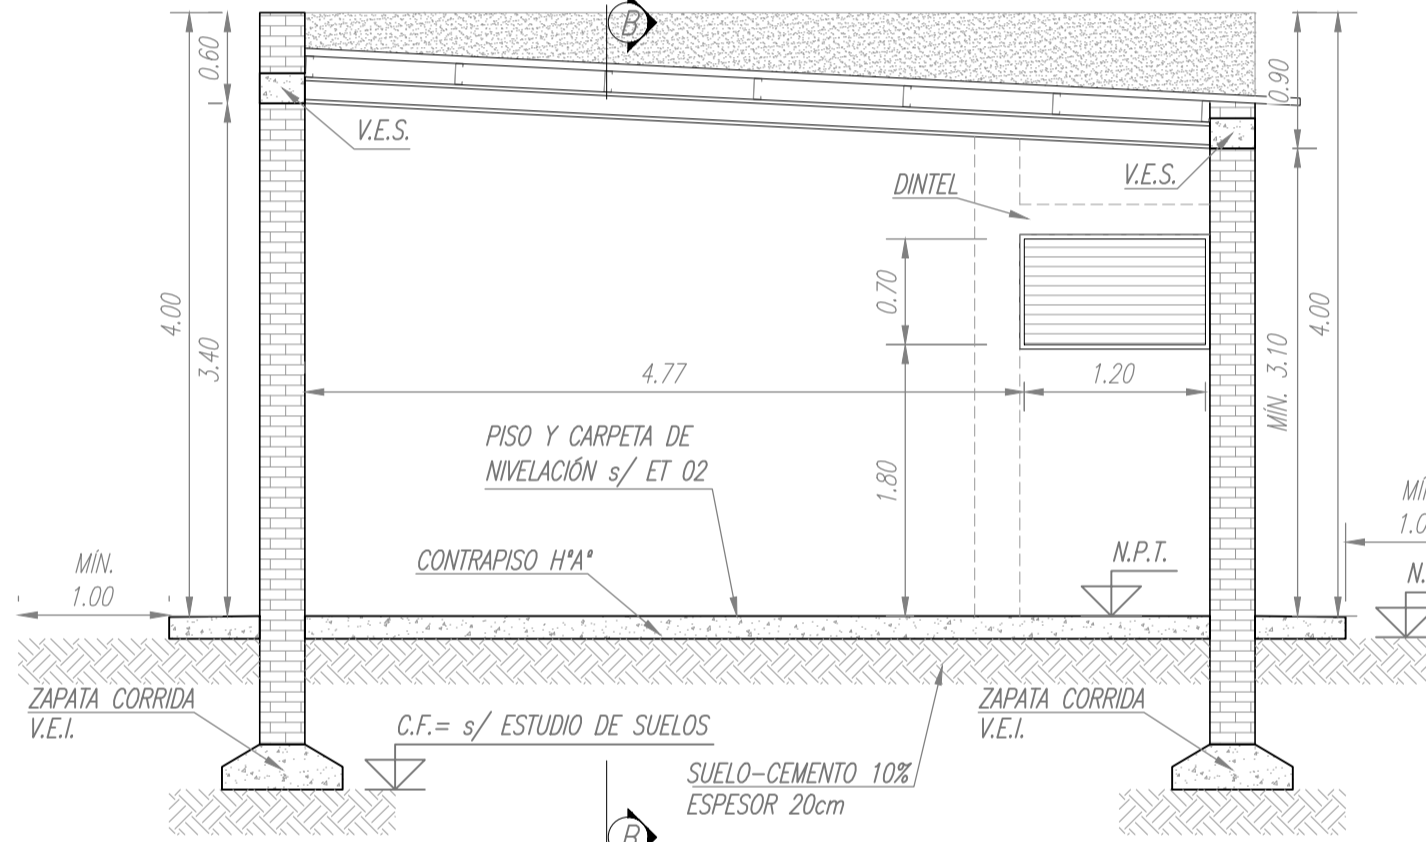 B
0.60
0.90
V.E.S.
V.E.S.
DINTEL
4.00
3.40
0.70
4.00
MÍN. 3.10
4.77
1.20
PISO Y CARPETA DE
NIVELACIÓN s/ ET 02
1.80
CONTRAPISO HºAº
N.P.T.
MÍN.
1.00
ZAPATA CORRIDA
V.E.I.
C.F.= s/ ESTUDIO DE SUELOS
ZAPATA CORRIDA
V.E.I.
SUELO-CEMENTO 10%
ESPESOR 20cm
B